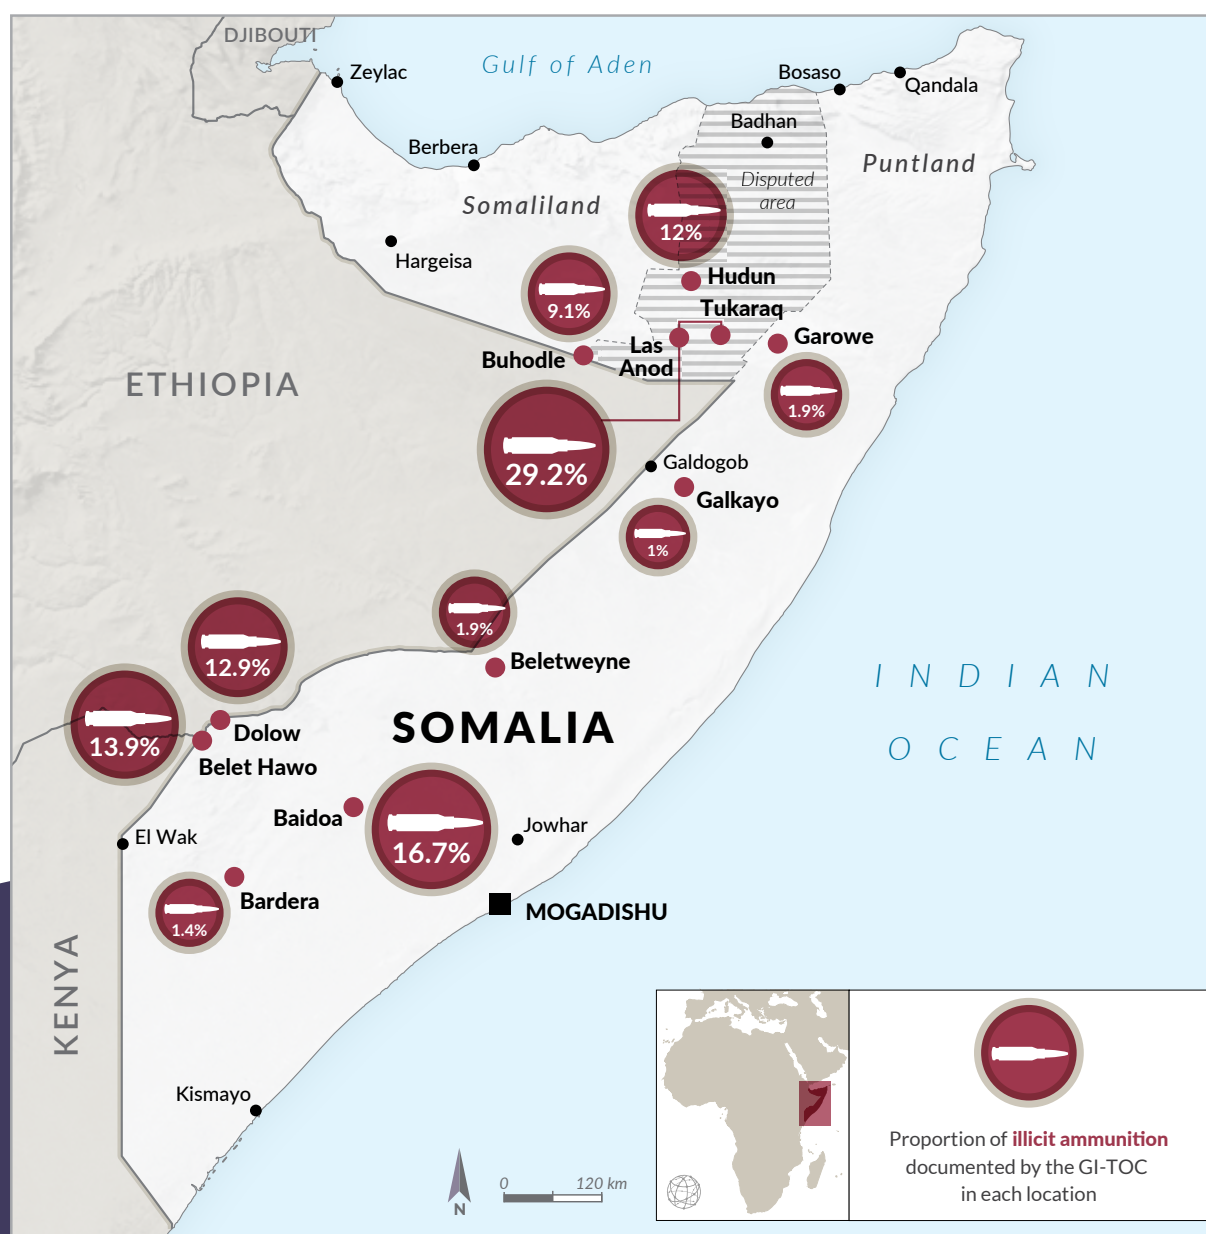 DJIBOUTI
Zeylac
Gulf of Aden
Bosaso
Qandala
Badhan
Berbera
Puntland
Disputed
area
Somaliland
12%
Hargeisa
Hudun
9.1%
Tukaraq
Garowe
Las
Anod
Buhodle
ETHIOPIA
1.9%
29.2%
Galdogob
Galkayo
1%
1.9%
Beletweyne
12.9%
SOMALIA
Dolow
13.9%
Belet Hawo
INDIAN
OCEAN
Baidoa
16.7%
Jowhar
El Wak
Bardera
1.4%
MOGADISHU
KENYA
Kismayo
N
0 120 km
Proportion of illicit ammunition
documented by the GI-TOC
in each location